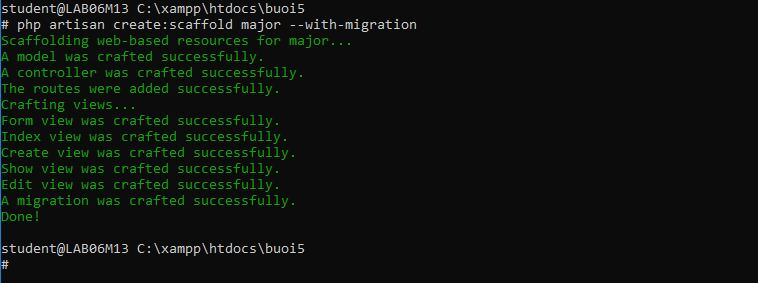 student@LAB06M13 C:\xampp\htdocs\buoi5
# php artisan create:scaffold major --with-migration
Scaffolding web-based resources for major...
A model was crafted successfully.
A controller was crafted successfully.
The routes were added successfully.
Crafting views...
Form view was crafted successfully.
Index view was crafted successfully.
Create view was crafted successfully.
Show view was crafted successfully.
Edit view was crafted successfully.
A migration was crafted successfully.
Done!
student@LAB06M13 C:\xampp\htdocs\buoi5
#